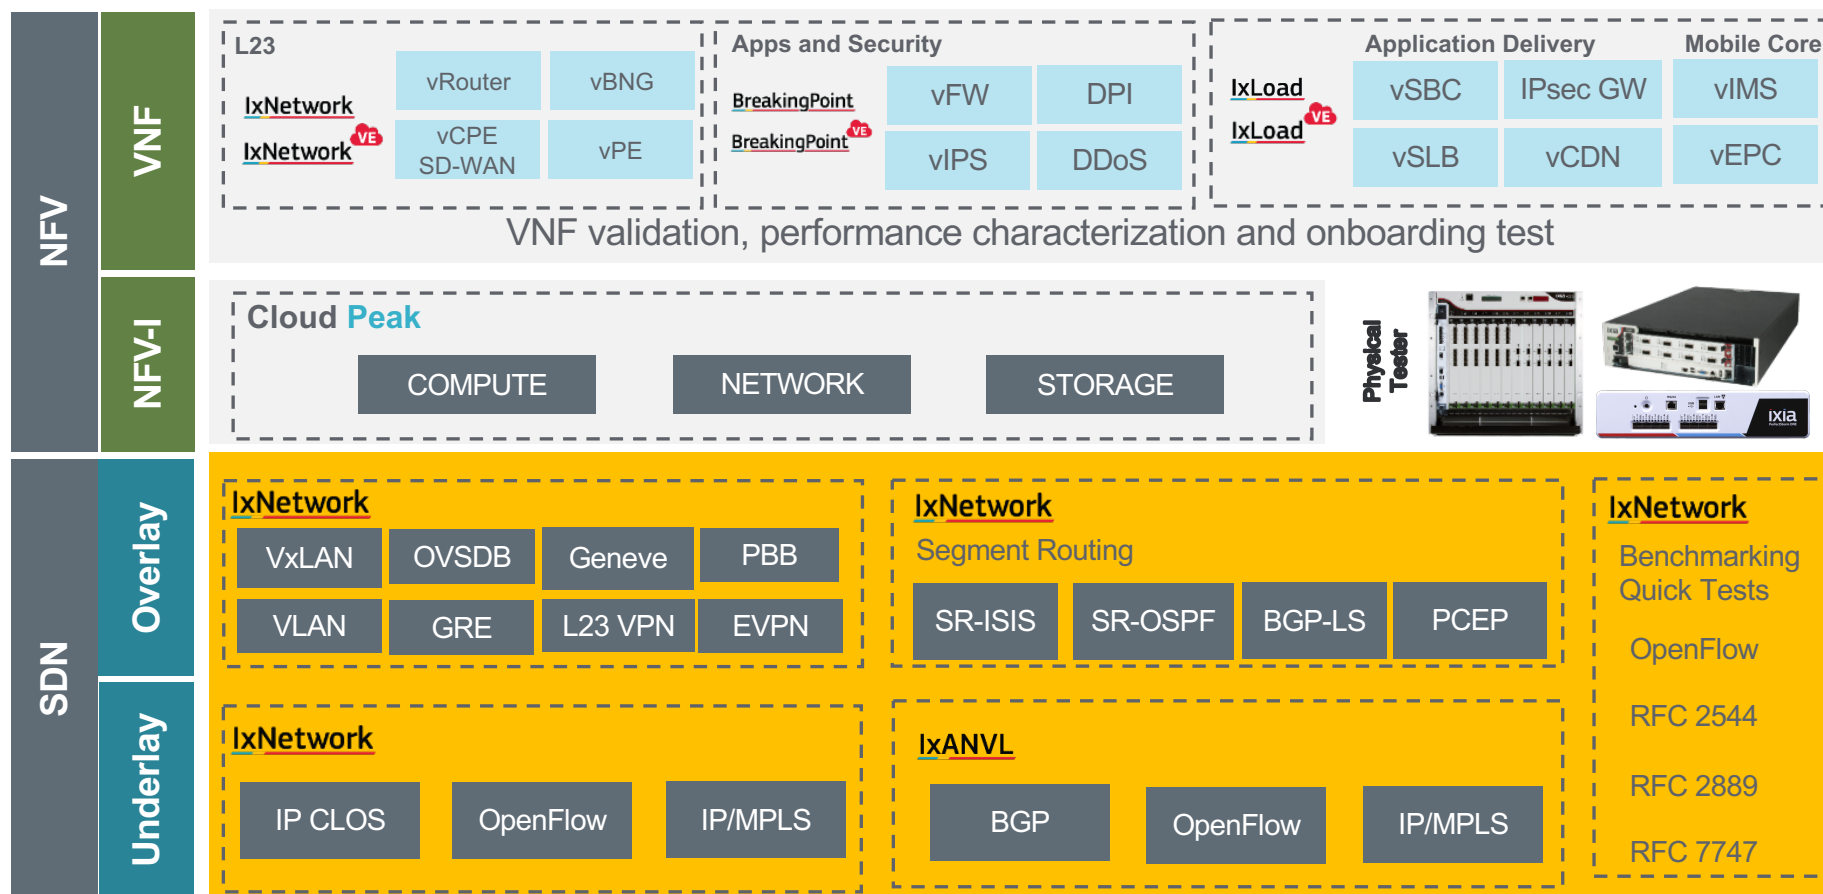 NFV
VNF
L23
IxNetwork
IxNetwork VE
vRouter
vBNG
vCPE
SD-WAN
vPE
Apps and Security
BreakingPoint
BreakingPoint VE
vFW
DPI
vIPS
DDoS
Application Delivery
Mobile Core
IxLoad
IxLoad VE
vSBC
IPsec GW
vIMS
vSLB
vCDN
vEPC
VNF validation, performance characterization and onboarding test
NFV-I
Cloud Peak
COMPUTE
NETWORK
STORAGE
Physical
Tester
ixia
ixia
SDN
Overlay
IxNetwork
VxLAN
OVSDB
Geneve
PBB
VLAN
GRE
L23 VPN
EVPN
IxNetwork
Segment Routing
SR-ISIS
SR-OSPF
BGP-LS
PCEP
IxNetwork
Benchmarking
Quick Tests
OpenFlow
RFC 2544
RFC 2889
RFC 7747
Underlay
IxNetwork
IP CLOS
OpenFlow
IP/MPLS
IxANVL
BGP
OpenFlow
IP/MPLS